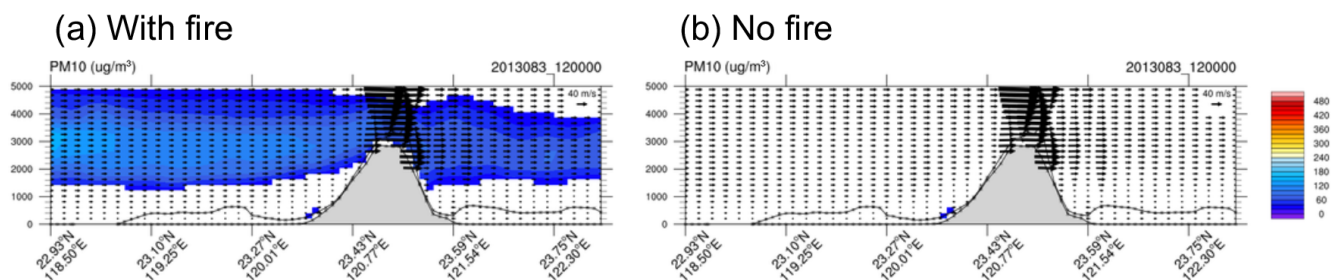 (a) With fire
(b) No fire
PM10 (ug/m³)
2013083_120000
40 m/s
5000
4000
3000
2000
1000
0
22.93°N
118.50°E
23.10°N
119.25°E
23.27°N
120.01°E
23.43°N
120.77°E
23.59°N
121.54°E
23.75°N
122.30°E
PM10 (ug/m³)
2013083_120000
40 m/s
5000
4000
3000
2000
1000
0
22.93°N
118.50°E
23.10°N
119.25°E
23.27°N
120.01°E
23.43°N
120.77°E
23.59°N
121.54°E
23.75°N
122.30°E
480
420
360
300
240
180
120
60
0